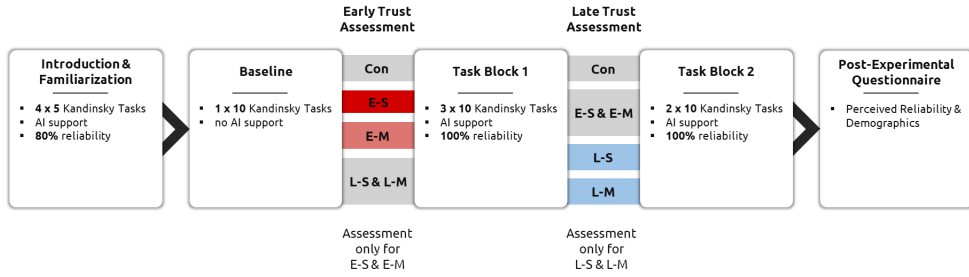 Early Trust
Assessment
Late Trust
Assessment
Introduction &
Familiarization
▪ 4 x 5 Kandinsky Tasks
▪ AI support
▪ 80% reliability
Baseline
▪ 1 x 10 Kandinsky Tasks
▪ no AI support
Con
E-S
E-M
L-S & L-M
Task Block 1
▪ 3 x 10 Kandinsky Tasks
▪ AI support
▪ 100% reliability
Con
E-S & E-M
L-S
L-M
Task Block 2
▪ 2 x 10 Kandinsky Tasks
▪ AI support
▪ 100% reliability
Post-Experimental
Questionnaire
▪ Perceived Reliability &
Demographics
Assessment
only for
E-S & E-M
Assessment
only for
L-S & L-M